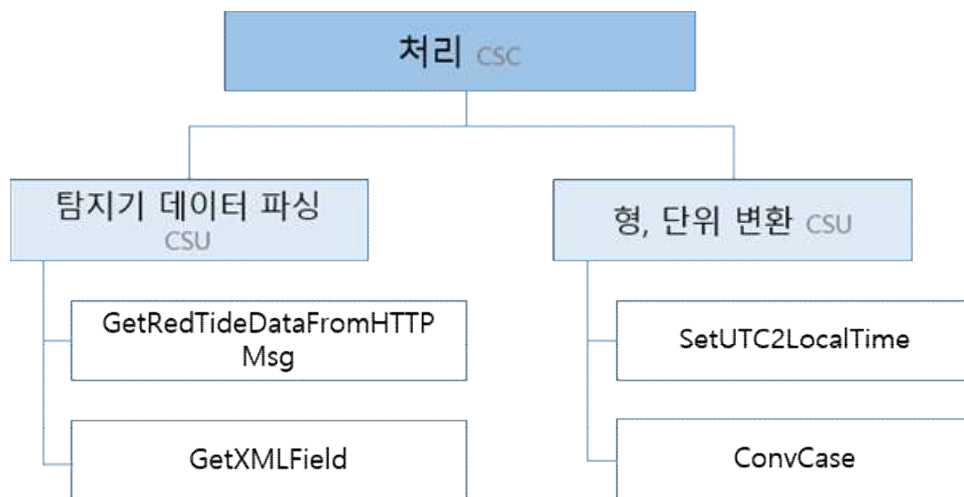 처리 CSC
탐지기 데이터 파싱
CSU
형, 단위 변환 CSU
GetRedTideDataFromHTTP
Msg
SetUTC2LocalTime
GetXMLField
ConvCase